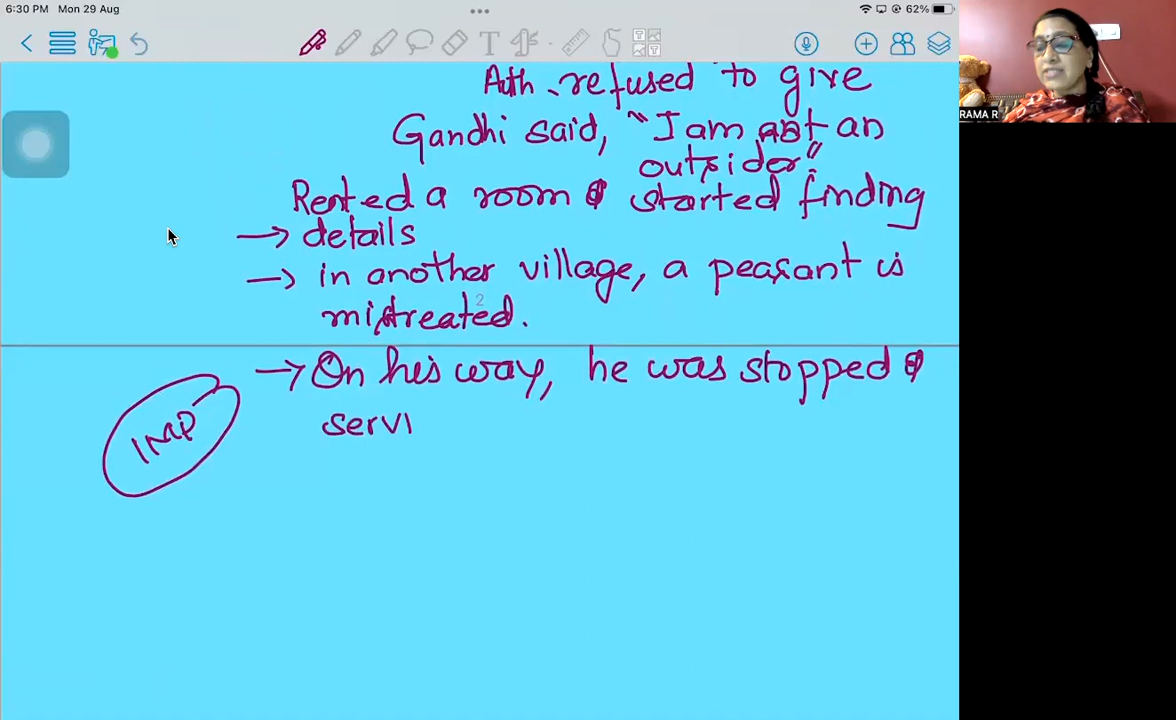 6:30 PM Mon 29 Aug
62%
RAMA R
Auth. refused to give
Gandhi said, "I am not an
outsider."
Rented a room & started finding
→ details
→ in another village, a peasant is
mistreated.
2
→ On his way, he was stopped &
servi
IMP